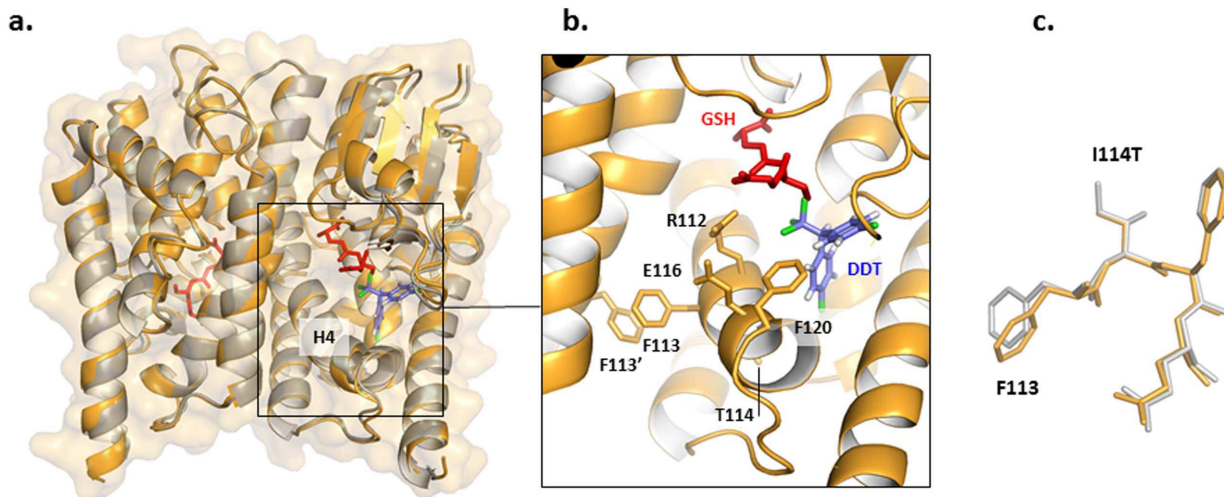 a.
b.
c.
GSH
I114T
R112
E116
DDT
H4
F120
F113
F113'
F113
T114